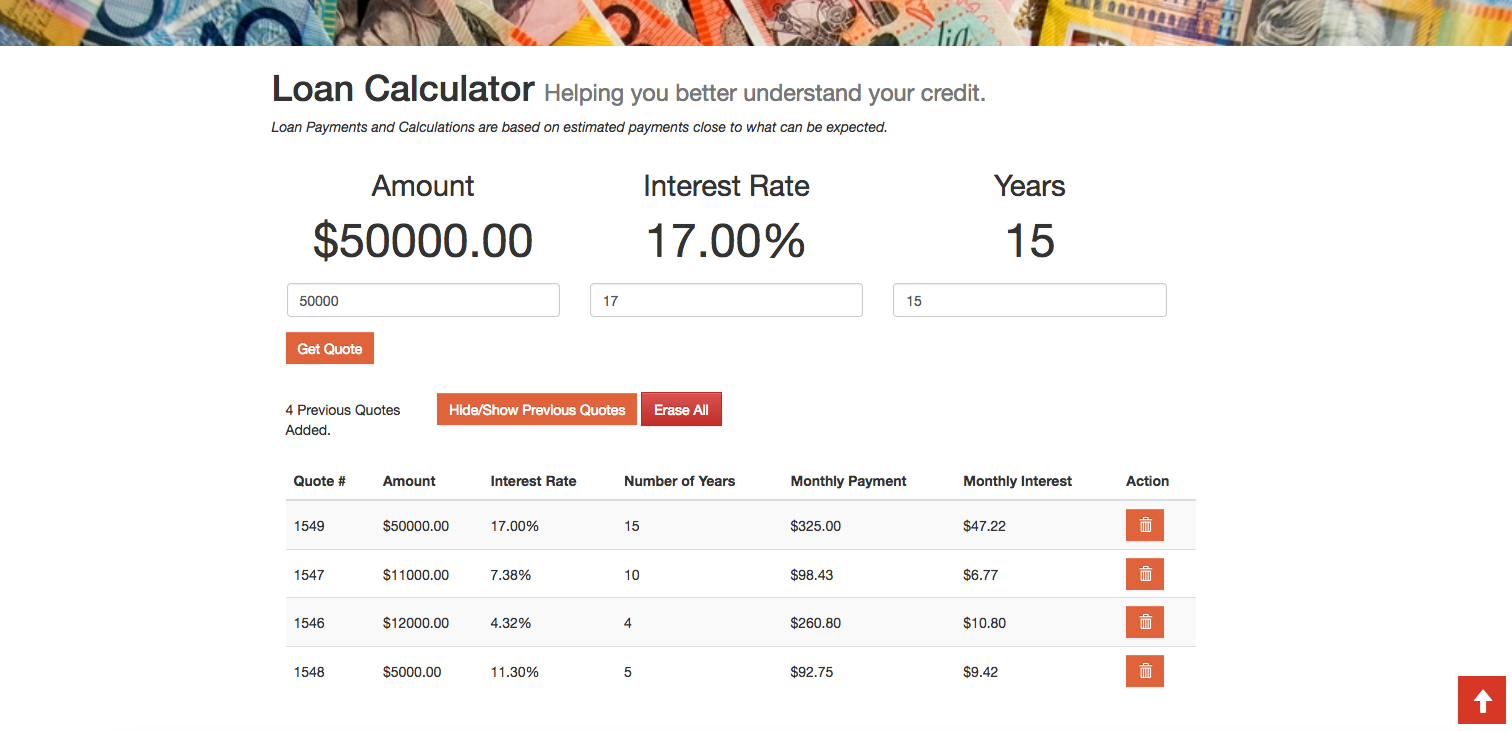 Loan Calculator Helping you better understand your credit.
Loan Payments and Calculations are based on estimated payments close to what can be expected.
Amount Interest Rate Years
$50000.00 17.00% 15
50000 17 15
Get Quote
4 Previous Quotes Hide/Show Previous Quotes Erase All
Added.
Quote # Amount Interest Rate Number of Years Monthly Payment Monthly Interest Action
1549 $50000.00 17.00% 15 $325.00 $47.22
1547 $11000.00 7.38% 10 $98.43 $6.77
1546 $12000.00 4.32% 4 $260.80 $10.80
1548 $5000.00 11.30% 5 $92.75 $9.42